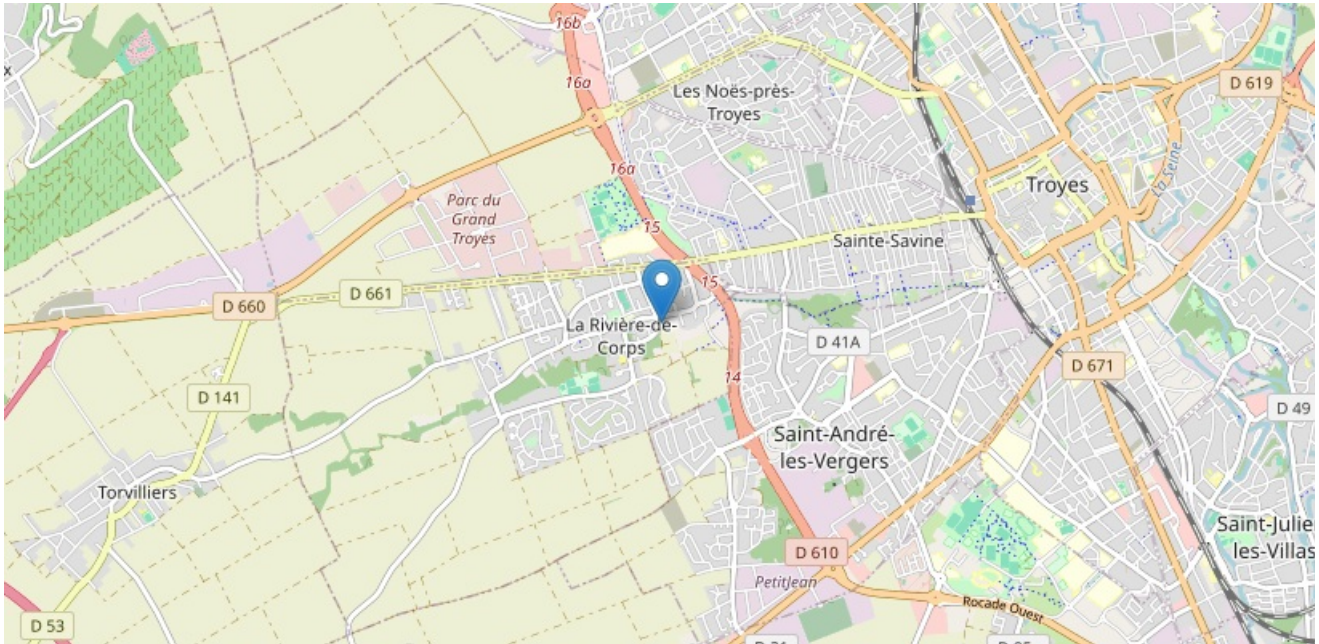 16b
16a
x
Les Noës-près-
Troyes
D 619
La Seine
16a
Troyes
Parc du
Grand
Troyes
15
Sainte-Savine
D 661
15
D 660
La Rivière-de-
Corps
D 41A
D 671
14
D 141
D 49
Saint-André-
les-Vergers
Torvilliers
Saint-Julie
les-Villas
D 610
PetitJean
Rocade Ouest
D 53